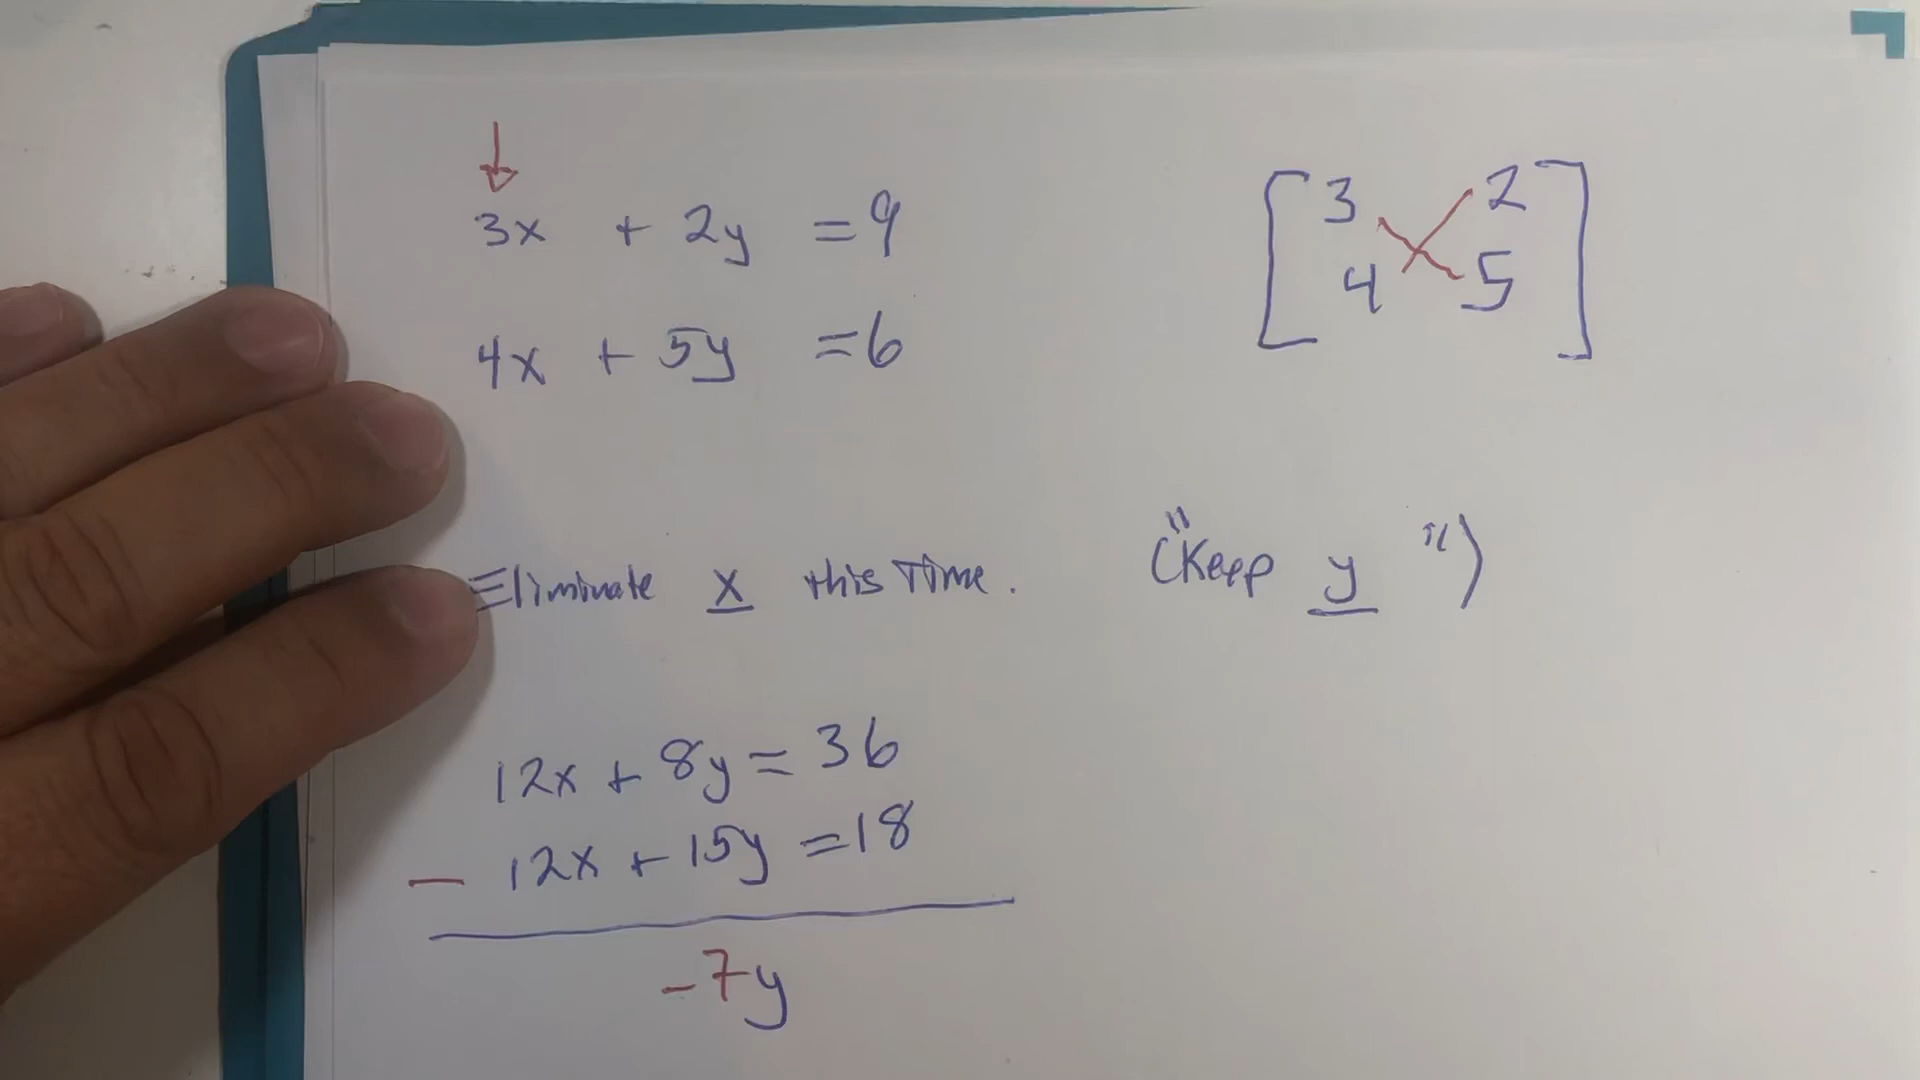 3x + 2y = 9
4x + 5y = 6
3 2
4 5
Eliminate x this Time. ("Keep y")
12x + 8y = 36
- 12x + 15y = 18
-7y